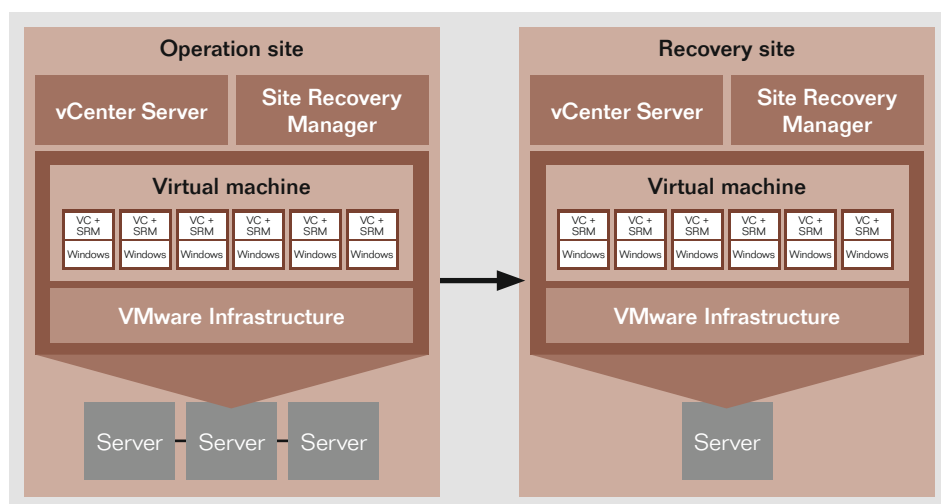 Operation site
vCenter Server
Site Recovery
Manager
Virtual machine
VC +
SRM
Windows
VC +
SRM
Windows
VC +
SRM
Windows
VC +
SRM
Windows
VC +
SRM
Windows
VC +
SRM
Windows
VMware Infrastructure
Server
Server
Server
Recovery site
vCenter Server
Site Recovery
Manager
Virtual machine
VC +
SRM
Windows
VC +
SRM
Windows
VC +
SRM
Windows
VC +
SRM
Windows
VC +
SRM
Windows
VC +
SRM
Windows
VMware Infrastructure
Server